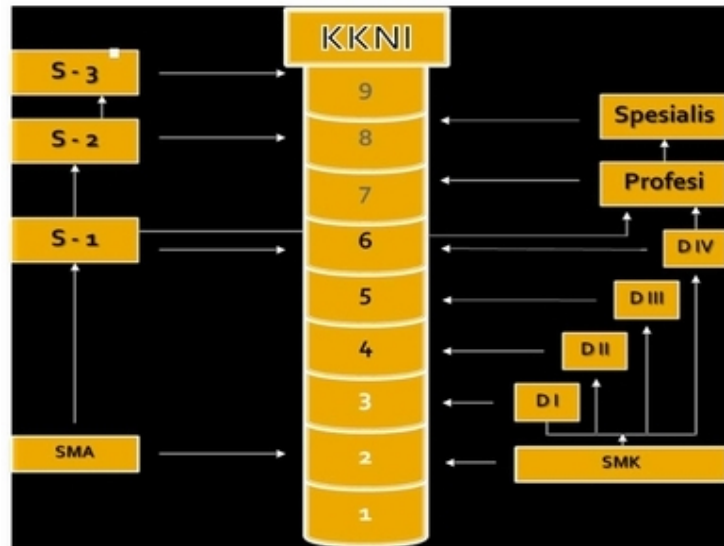 KKNI
S - 3
9
S - 2
8
Spesialis
7
Profesi
S - 1
6
D IV
5
D III
4
D II
3
D I
SMA
2
SMK
1